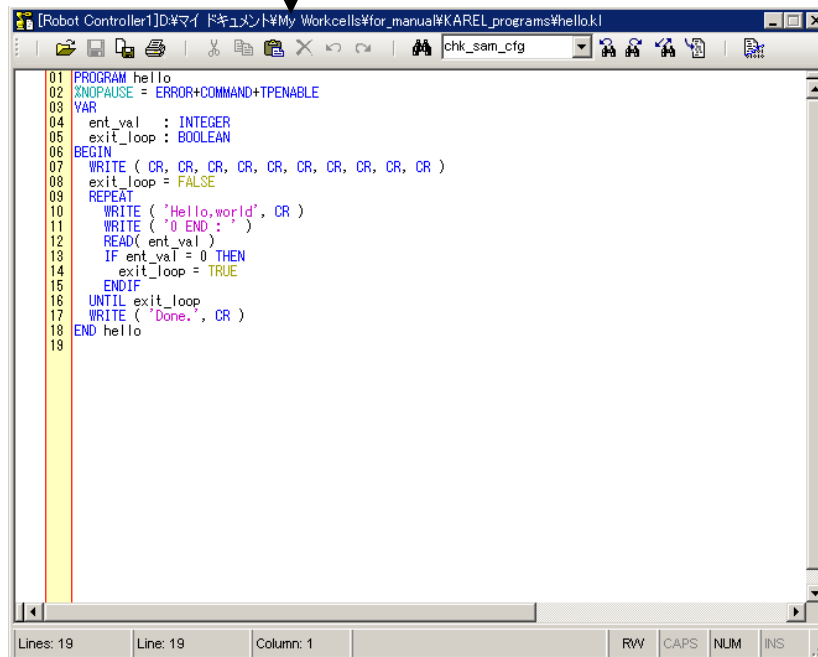 [Robot Controller1]D:¥マイ ドキュメント¥My Workcells¥for_manual¥KAREL_programs¥hello.kl
chk_sam_cfg
01 PROGRAM hello
02 %NOPAUSE = ERROR+COMMAND+TPENABLE
03 VAR
04   ent_val   : INTEGER
05   exit_loop : BOOLEAN
06 BEGIN
07   WRITE ( CR, CR, CR, CR, CR, CR, CR, CR, CR, CR )
08   exit_loop = FALSE
09   REPEAT
10     WRITE ( 'Hello,world', CR )
11     WRITE ( '0 END : ' )
12     READ( ent_val )
13     IF ent_val = 0 THEN
14       exit_loop = TRUE
15     ENDIF
16   UNTIL exit_loop
17   WRITE ( 'Done.', CR )
18 END hello
19
Lines: 19 Line: 19 Column: 1 RW CAPS NUM INS